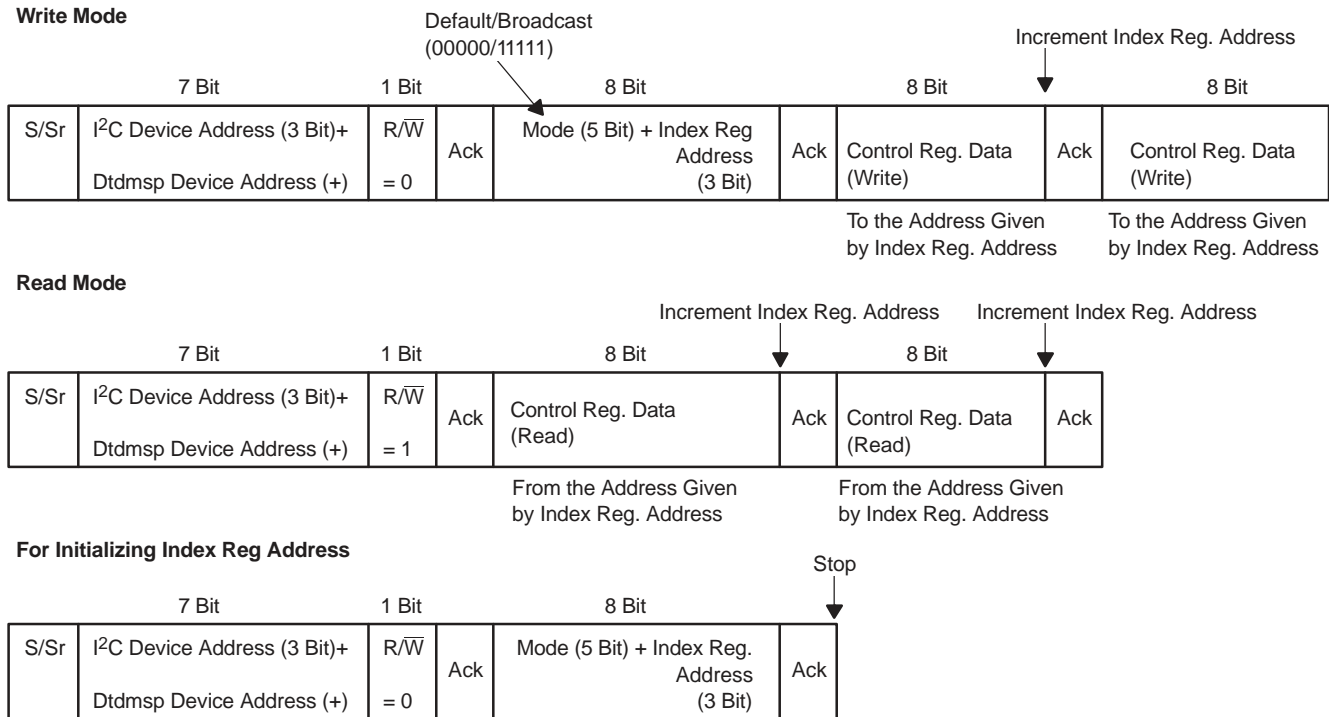 Write Mode
Default/Broadcast
(00000/11111)
Increment Index Reg. Address
7 Bit 1 Bit 8 Bit 8 Bit 8 Bit
S/Sr
I2C Device Address (3 Bit)+
Dtdmsp Device Address (+)
R/W̅
= 0
Ack
Mode (5 Bit) + Index Reg
Address
(3 Bit)
Ack
Control Reg. Data
(Write)
Ack
Control Reg. Data
(Write)
To the Address Given
by Index Reg. Address
To the Address Given
by Index Reg. Address
Read Mode
Increment Index Reg. Address Increment Index Reg. Address
7 Bit 1 Bit 8 Bit 8 Bit
S/Sr
I2C Device Address (3 Bit)+
Dtdmsp Device Address (+)
R/W̅
= 1
Ack
Control Reg. Data
(Read)
Ack
Control Reg. Data
(Read)
Ack
From the Address Given
by Index Reg. Address
From the Address Given
by Index Reg. Address
For Initializing Index Reg Address
Stop
7 Bit 1 Bit 8 Bit
S/Sr
I2C Device Address (3 Bit)+
Dtdmsp Device Address (+)
R/W̅
= 0
Ack
Mode (5 Bit) + Index Reg.
Address
(3 Bit)
Ack